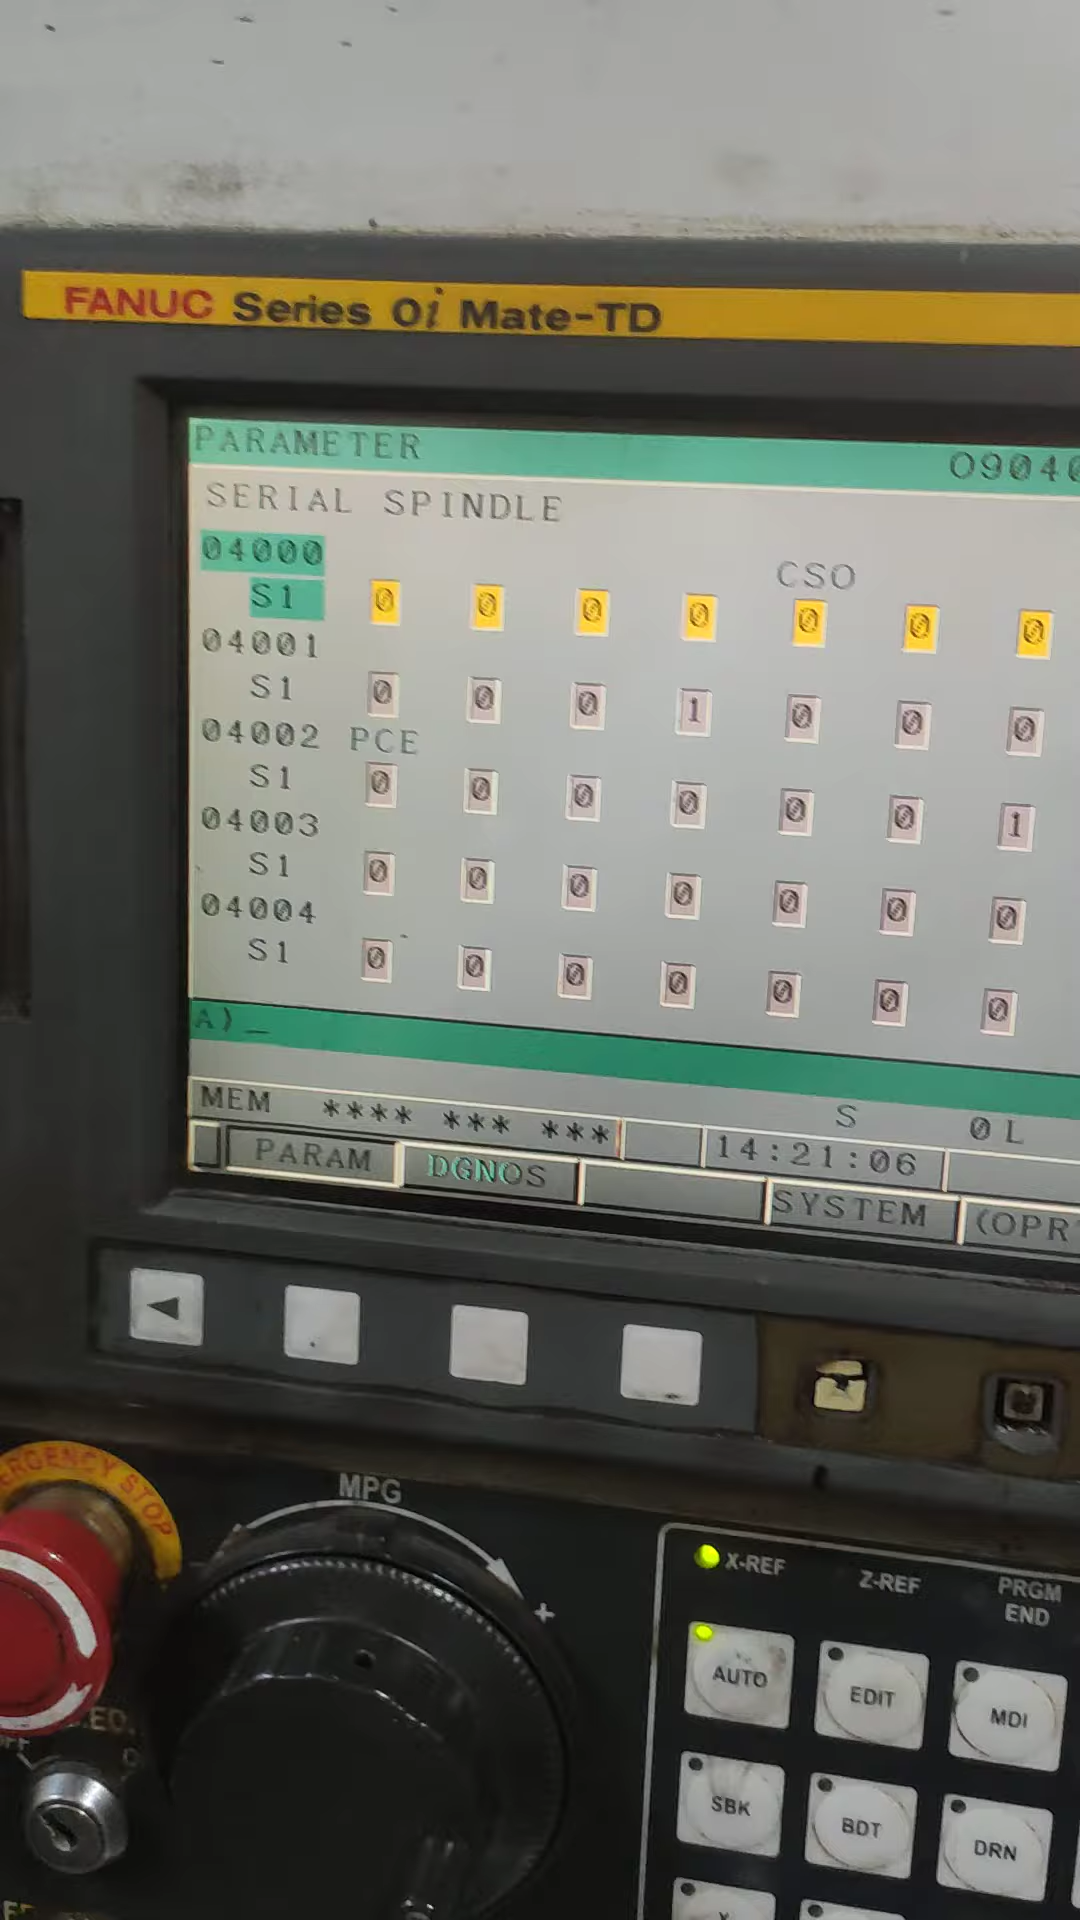 FANUC Series 0i Mate-TD
PARAMETER
O9040
SERIAL SPINDLE
04000
CSO
S1 0 0 0 0 0 0 0
04001
S1 0 0 0 1 0 0 0
04002 PCE
S1 0 0 0 0 0 0 1
04003
S1 0 0 0 0 0 0 0
04004
S1 0 0 0 0 0 0 0
A)_
S 0 L
MEM **** *** ***
14:21:06
PARAM DGNOS SYSTEM (OPR
ERGENCY STOP
MPG
+
X-REF Z-REF PRGM END
AUTO EDIT MDI
SBK BDT DRN